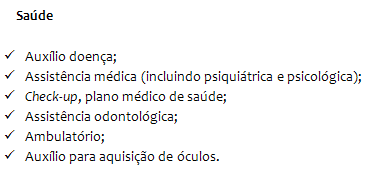 Saúde
✓ Auxílio doença;
✓ Assistência médica (incluindo psiquiátrica e psicológica);
✓ Check-up, plano médico de saúde;
✓ Assistência odontológica;
✓ Ambulatório;
✓ Auxílio para aquisição de óculos.